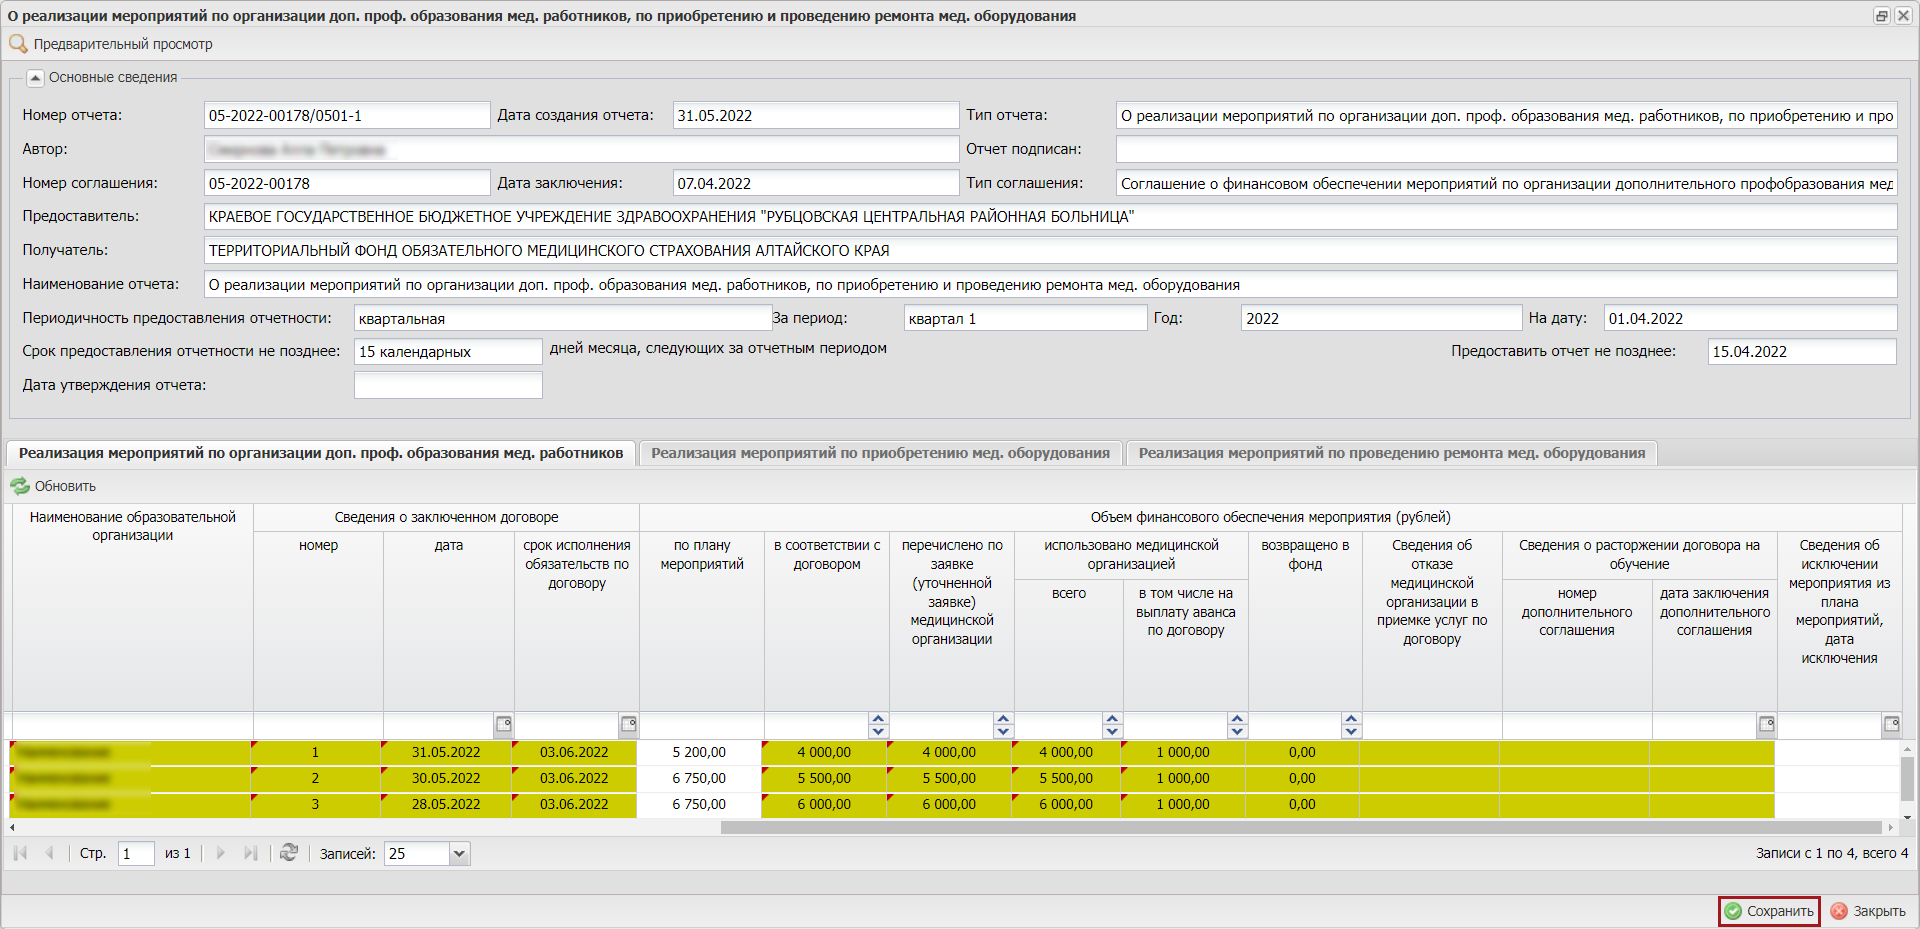 О реализации мероприятий по организации доп. проф. образования мед. работников, по приобретению и проведению ремонта мед. оборудования
Предварительный просмотр
Основные сведения
Номер отчета: 05-2022-00178/0501-1 Дата создания отчета: 31.05.2022 Тип отчета: О реализации мероприятий по организации доп. проф. образования мед. работников, по приобретению и про
Автор: Отчет подписан:
Номер соглашения: 05-2022-00178 Дата заключения: 07.04.2022 Тип соглашения: Соглашение о финансовом обеспечении мероприятий по организации дополнительного профобразования мед
Предоставитель: КРАЕВОЕ ГОСУДАРСТВЕННОЕ БЮДЖЕТНОЕ УЧРЕЖДЕНИЕ ЗДРАВООХРАНЕНИЯ "РУБЦОВСКАЯ ЦЕНТРАЛЬНАЯ РАЙОННАЯ БОЛЬНИЦА"
Получатель: ТЕРРИТОРИАЛЬНЫЙ ФОНД ОБЯЗАТЕЛЬНОГО МЕДИЦИНСКОГО СТРАХОВАНИЯ АЛТАЙСКОГО КРАЯ
Наименование отчета: О реализации мероприятий по организации доп. проф. образования мед. работников, по приобретению и проведению ремонта мед. оборудования
Периодичность предоставления отчетности: квартальная За период: квартал 1 Год: 2022 На дату: 01.04.2022
Срок предоставления отчетности не позднее: 15 календарных дней месяца, следующих за отчетным периодом Предоставить отчет не позднее: 15.04.2022
Дата утверждения отчета:
Реализация мероприятий по организации доп. проф. образования мед. работников Реализация мероприятий по приобретению мед. оборудования Реализация мероприятий по проведению ремонта мед. оборудования
Обновить
Наименование образовательной
организации
Сведения о заключенном договоре
номер
дата
срок исполнения
обязательств по
договору
Объем финансового обеспечения мероприятия (рублей)
по плану
мероприятий
в соответствии с
договором
перечислено по
заявке
(уточненной
заявке)
медицинской
организации
использовано медицинской
организацией
всего
в том числе на
выплату аванса
по договору
возвращено в
фонд
Сведения об
отказе
медицинской
организации в
приемке услуг по
договору
Сведения о расторжении договора на
обучение
номер
дополнительного
соглашения
дата заключения
дополнительного
соглашения
Сведения об
исключении
мероприятия из
плана
мероприятий,
дата
исключения
1 31.05.2022 03.06.2022 5 200,00 4 000,00 4 000,00 4 000,00 1 000,00 0,00
2 30.05.2022 03.06.2022 6 750,00 5 500,00 5 500,00 5 500,00 1 000,00 0,00
3 28.05.2022 03.06.2022 6 750,00 6 000,00 6 000,00 6 000,00 1 000,00 0,00
Стр. 1 из 1 Записей: 25 Записи с 1 по 4, всего 4
Сохранить Закрыть